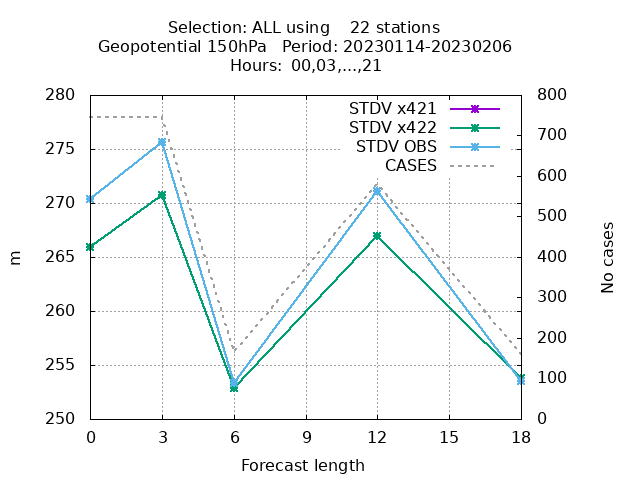 Selection: ALL using    22 stations
Geopotential 150hPa   Period: 20230114-20230206
Hours:  00,03,...,21
280
275
270
265
260
255
250
m
800
700
600
500
400
300
200
100
0
No cases
STDV x421
STDV x422
STDV OBS
CASES
0 3 6 9 12 15 18
Forecast length